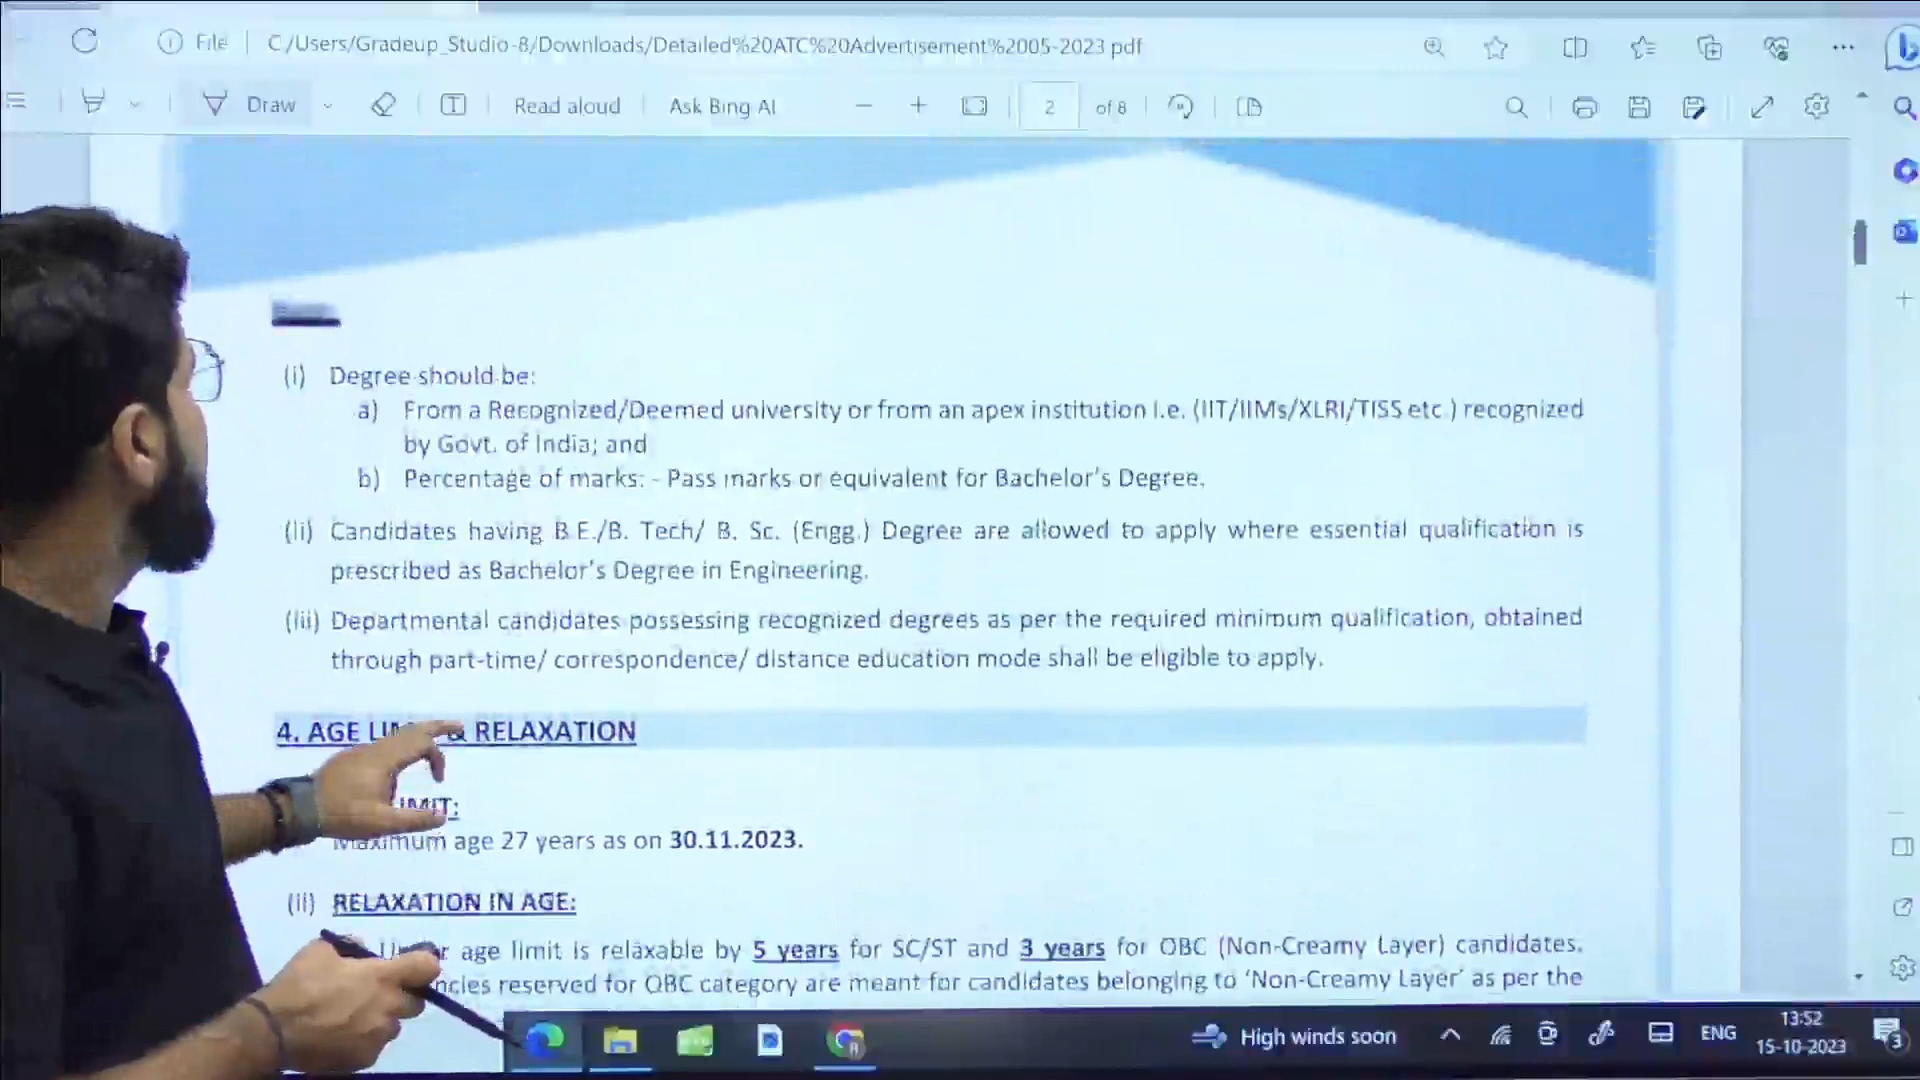 File C:/Users/Gradeup_Studio-8/Downloads/Detailed%20ATC%20Advertisement%2005-2023.pdf
Draw Read aloud Ask Bing AI 2 of 8
(i) Degree should be:
a) From a Recognized/Deemed university or from an apex institution i.e. (IIT/IIMs/XLRI/TISS etc.) recognized
by Govt. of India; and
b) Percentage of marks: - Pass marks or equivalent for Bachelor's Degree.
(ii) Candidates having B.E./B. Tech/ B. Sc. (Engg.) Degree are allowed to apply where essential qualification is
prescribed as Bachelor's Degree in Engineering.
(iii) Departmental candidates possessing recognized degrees as per the required minimum qualification, obtained
through part-time/ correspondence/ distance education mode shall be eligible to apply.
4. AGE & RELAXATION
Maximum age 27 years as on 30.11.2023.
(ii) RELAXATION IN AGE:
age limit is relaxable by 5 years for SC/ST and 3 years for OBC (Non-Creamy Layer) candidates.
reserved for OBC category are meant for candidates belonging to 'Non-Creamy Layer' as per the
High winds soon ENG 13:52
15-10-2023 3